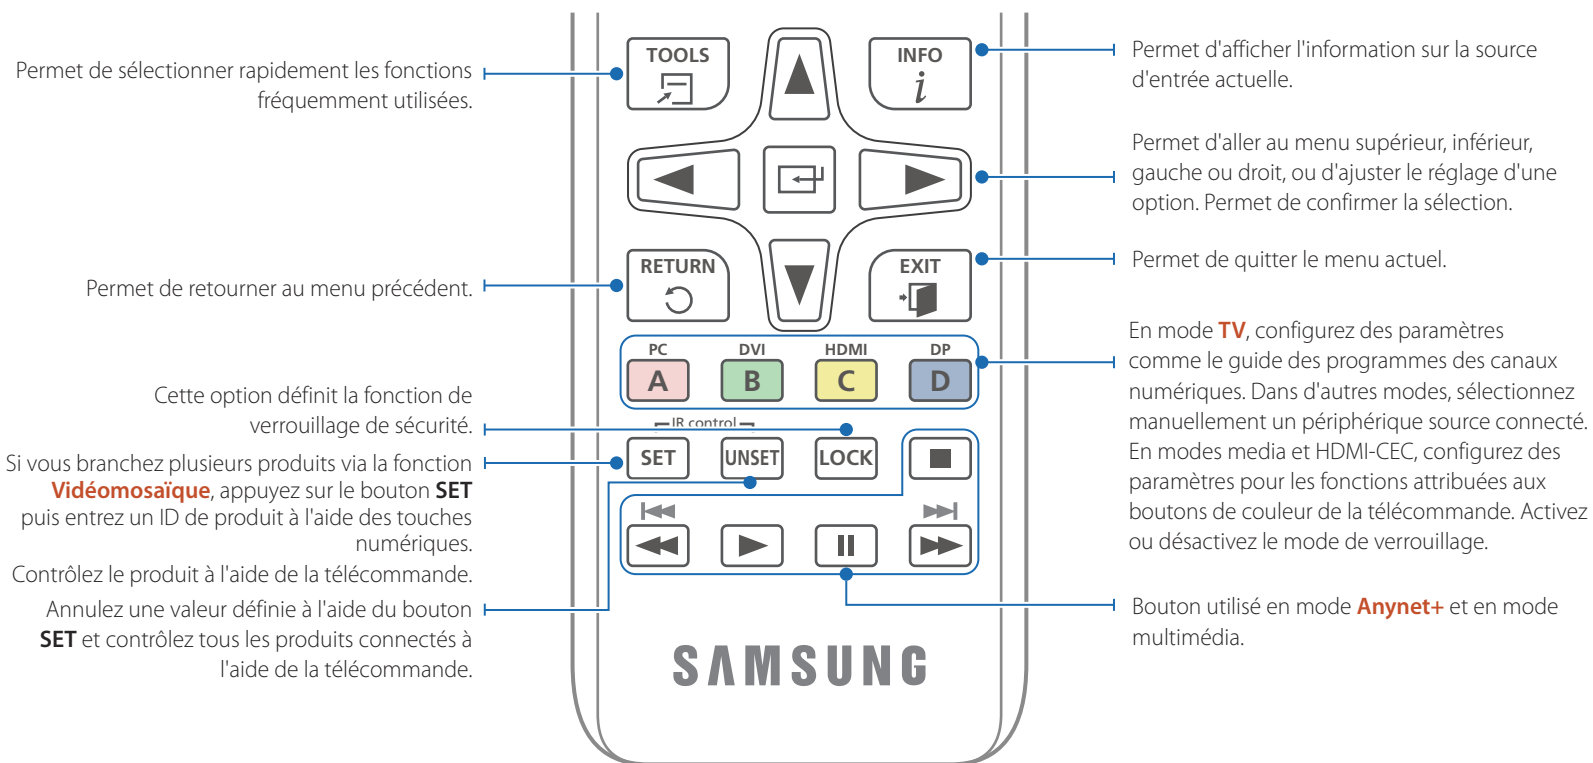 Permet de sélectionner rapidement les fonctions
fréquemment utilisées.
Permet de retourner au menu précédent.
Cette option définit la fonction de
verrouillage de sécurité.
Si vous branchez plusieurs produits via la fonction
Vidéomosaïque, appuyez sur le bouton SET
puis entrez un ID de produit à l'aide des touches
numériques.
Contrôlez le produit à l'aide de la télécommande.
Annulez une valeur définie à l'aide du bouton
SET et contrôlez tous les produits connectés à
l'aide de la télécommande.
TOOLS
INFO
i
RETURN
EXIT
PC DVI HDMI DP
A B C D
IR control
SET UNSET LOCK
SAMSUNG
Permet d'afficher l'information sur la source
d'entrée actuelle.
Permet d'aller au menu supérieur, inférieur,
gauche ou droit, ou d'ajuster le réglage d'une
option. Permet de confirmer la sélection.
Permet de quitter le menu actuel.
En mode TV, configurez des paramètres
comme le guide des programmes des canaux
numériques. Dans d'autres modes, sélectionnez
manuellement un périphérique source connecté.
En modes media et HDMI-CEC, configurez des
paramètres pour les fonctions attribuées aux
boutons de couleur de la télécommande. Activez
ou désactivez le mode de verrouillage.
Bouton utilisé en mode Anynet+ et en mode
multimédia.